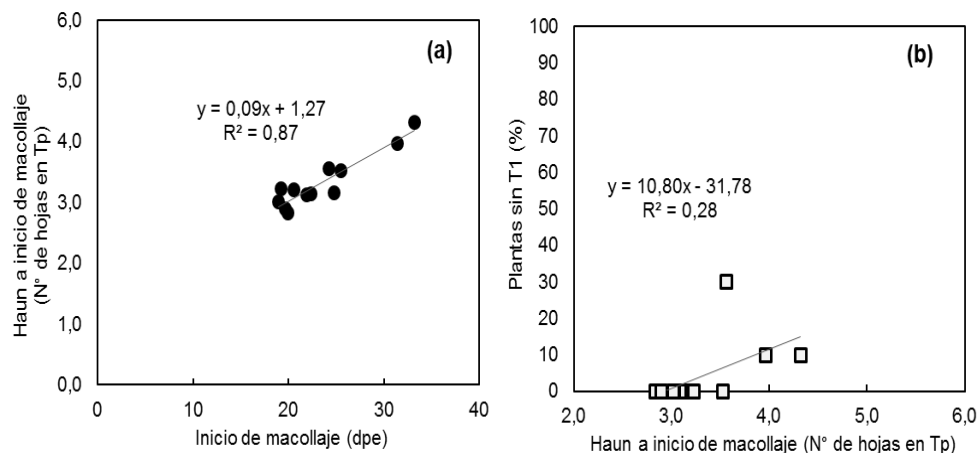 Haun a inicio de macollaje
(N° de hojas en Tp)
6,0
5,0
4,0
3,0
2,0
1,0
0,0
(a)
y = 0,09x + 1,27
R² = 0,87
0
10
20
30
40
Inicio de macollaje (dpe)
Plantas sin T1 (%)
100
90
80
70
60
50
40
30
20
10
0
(b)
y = 10,80x - 31,78
R² = 0,28
2,0
3,0
4,0
5,0
6,0
Haun a inicio de macollaje (N° de hojas en Tp)